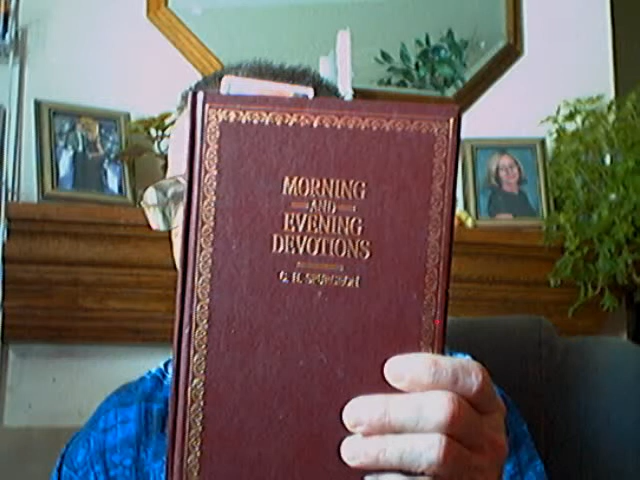 MORNING
AND
EVENING
DEVOTIONS
C. H. SPURGEON